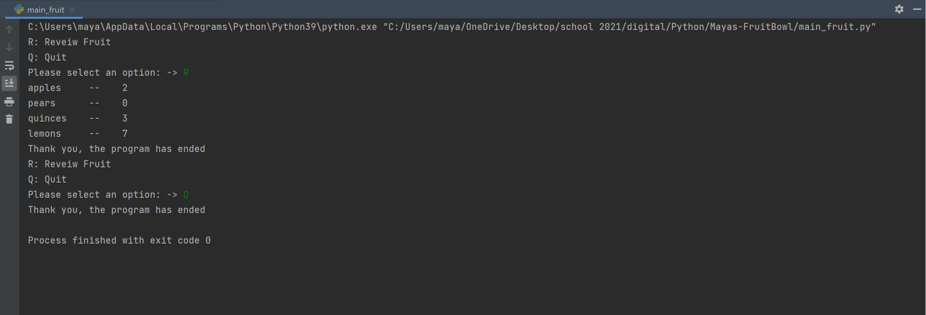 main_fruit
C:\Users\maya\AppData\Local\Programs\Python\Python39\python.exe "C:/Users/maya/OneDrive/Desktop/school 2021/digital/Python/Mayas-FruitBowl/main_fruit.py"
R: Reveiw Fruit
Q: Quit
Please select an option: -> R
apples -- 2
pears -- 0
quinces -- 3
lemons -- 7
Thank you, the program has ended
R: Reveiw Fruit
Q: Quit
Please select an option: -> Q
Thank you, the program has ended
Process finished with exit code 0